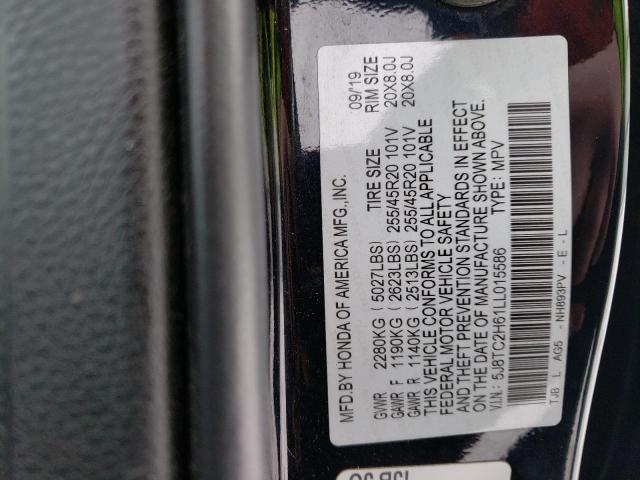 MFD.BY HONDA OF AMERICA MFG.,INC. 09/19
GVWR 2280KG (5027LBS) TIRE SIZE RIM SIZE
GAWR F 1190KG (2623LBS) 255/45R20 101V 20X8.0J
GAWR R 1140KG (2513LBS) 255/45R20 101V 20X8.0J
THIS VEHICLE CONFORMS TO ALL APPLICABLE
FEDERAL MOTOR VEHICLE SAFETY
AND THEFT PREVENTION STANDARDS IN EFFECT
ON THE DATE OF MANUFACTURE SHOWN ABOVE.
V.I.N.: 5J8TC2H61LL015586 TYPE: MPV
TJB L AG5 - NH893PV - E - L